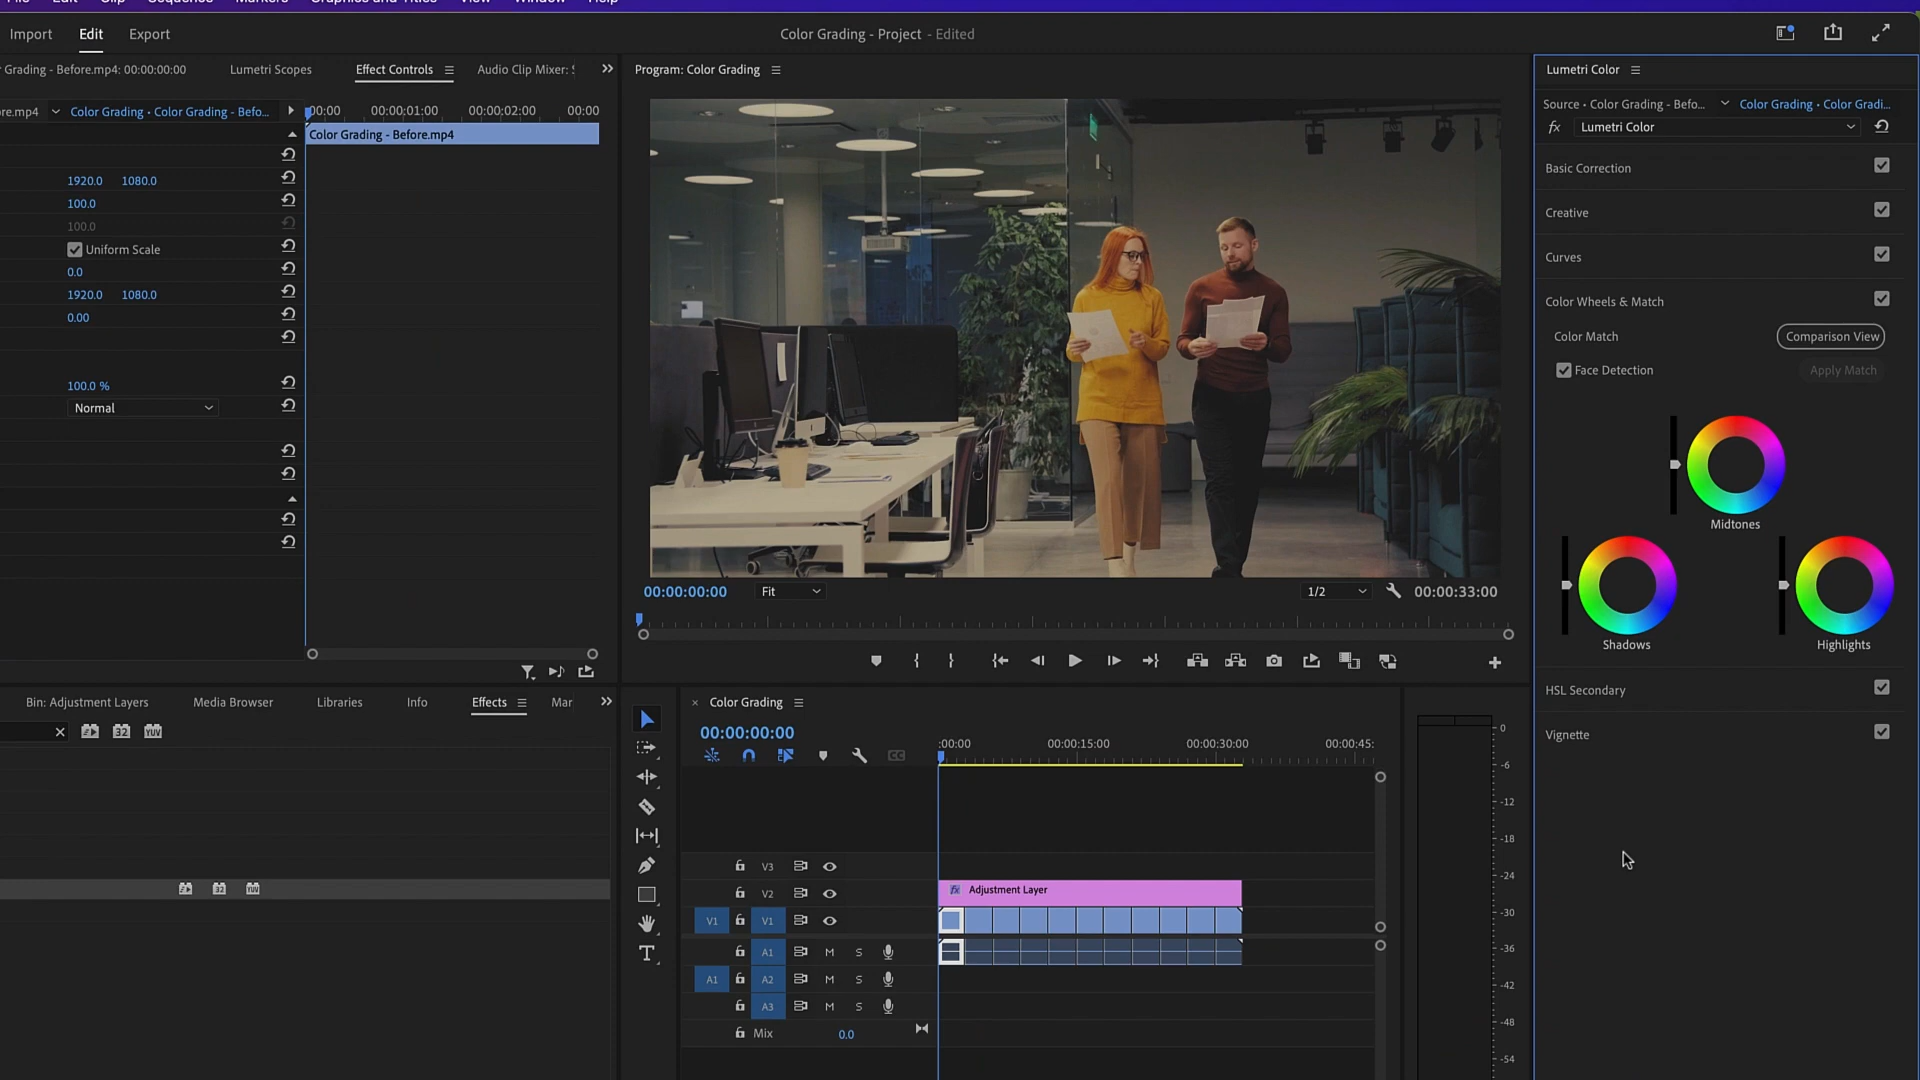 Import
Edit
Export
Color Grading - Project - Edited
Grading - Before.mp4: 00:00:00:00
Lumetri Scopes
Effect Controls
Audio Clip Mixer:
Program: Color Grading
Lumetri Color
re.mp4
Color Grading • Color Grading - Befo...
:00:00
00:00:01:00
00:00:02:00
00:00
Color Grading - Before.mp4
1920.0 1080.0
100.0
100.0
Uniform Scale
0.0
1920.0 1080.0
0.00
100.0 %
Normal
00:00:00:00
Fit
1/2
00:00:33:00
Source • Color Grading - Befo...
Color Grading • Color Gradi...
fx
Lumetri Color
Basic Correction
Creative
Curves
Color Wheels & Match
Color Match
Comparison View
Face Detection
Apply Match
Midtones
Shadows
Highlights
HSL Secondary
Vignette
Bin: Adjustment Layers
Media Browser
Libraries
Info
Effects
Mar
32
YUV
32
YUV
Color Grading
00:00:00:00
:00:00
00:00:15:00
00:00:30:00
00:00:45:
V3
V2
fx Adjustment Layer
V1 V1
A1 M S
A1 A2 M S
A3 M S
Mix 0.0
0
-6
-12
-18
-24
-30
-36
-42
-48
-54